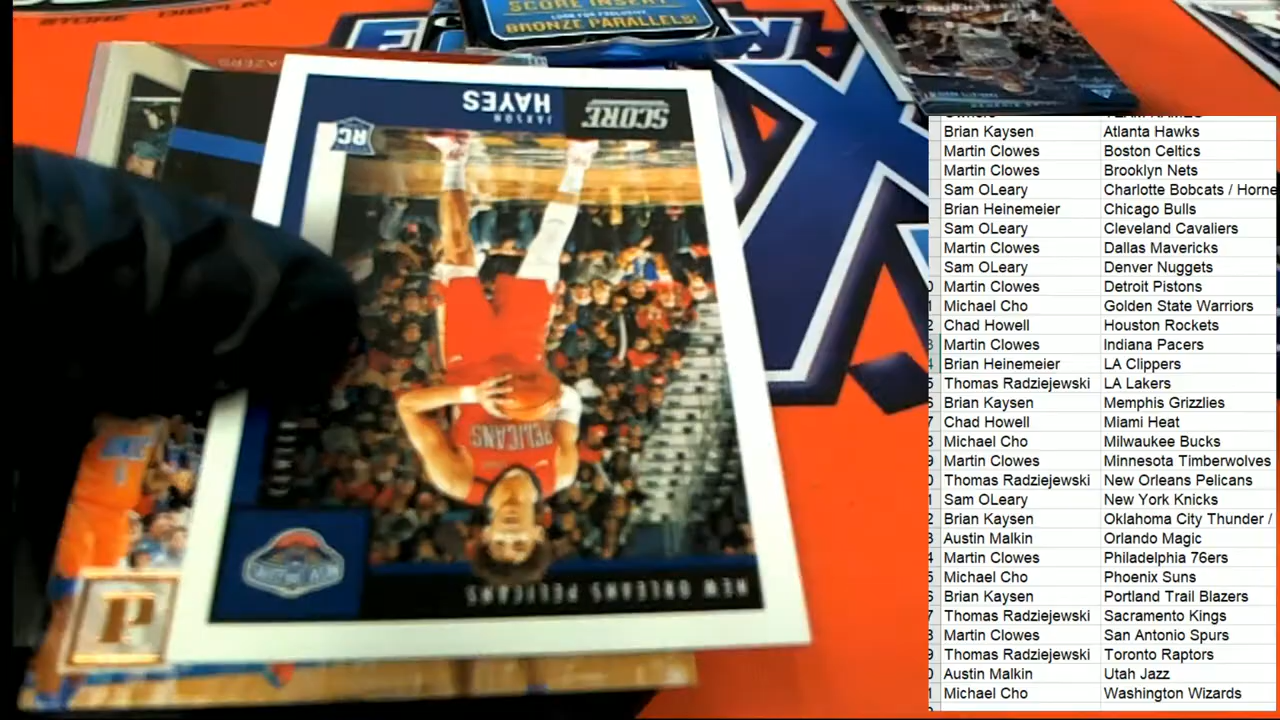 STORE DISPLAY
SCORE INSERT
LOOK FOR EXCLUSIVE
BRONZE PARALLELS!
JAXSON
HAYES
SCORE
RC
PELICANS
CENTER
NEW ORLEANS PELICANS
P
Brian Kaysen Atlanta Hawks
Martin Clowes Boston Celtics
Martin Clowes Brooklyn Nets
Sam OLeary Charlotte Bobcats / Horne
Brian Heinemeier Chicago Bulls
Sam OLeary Cleveland Cavaliers
Martin Clowes Dallas Mavericks
Sam OLeary Denver Nuggets
Martin Clowes Detroit Pistons
Michael Cho Golden State Warriors
Chad Howell Houston Rockets
Martin Clowes Indiana Pacers
Brian Heinemeier LA Clippers
Thomas Radziejewski LA Lakers
Brian Kaysen Memphis Grizzlies
Chad Howell Miami Heat
Michael Cho Milwaukee Bucks
Martin Clowes Minnesota Timberwolves
Thomas Radziejewski New Orleans Pelicans
Sam OLeary New York Knicks
Brian Kaysen Oklahoma City Thunder /
Austin Malkin Orlando Magic
Martin Clowes Philadelphia 76ers
Michael Cho Phoenix Suns
Brian Kaysen Portland Trail Blazers
Thomas Radziejewski Sacramento Kings
Martin Clowes San Antonio Spurs
Thomas Radziejewski Toronto Raptors
Austin Malkin Utah Jazz
Michael Cho Washington Wizards